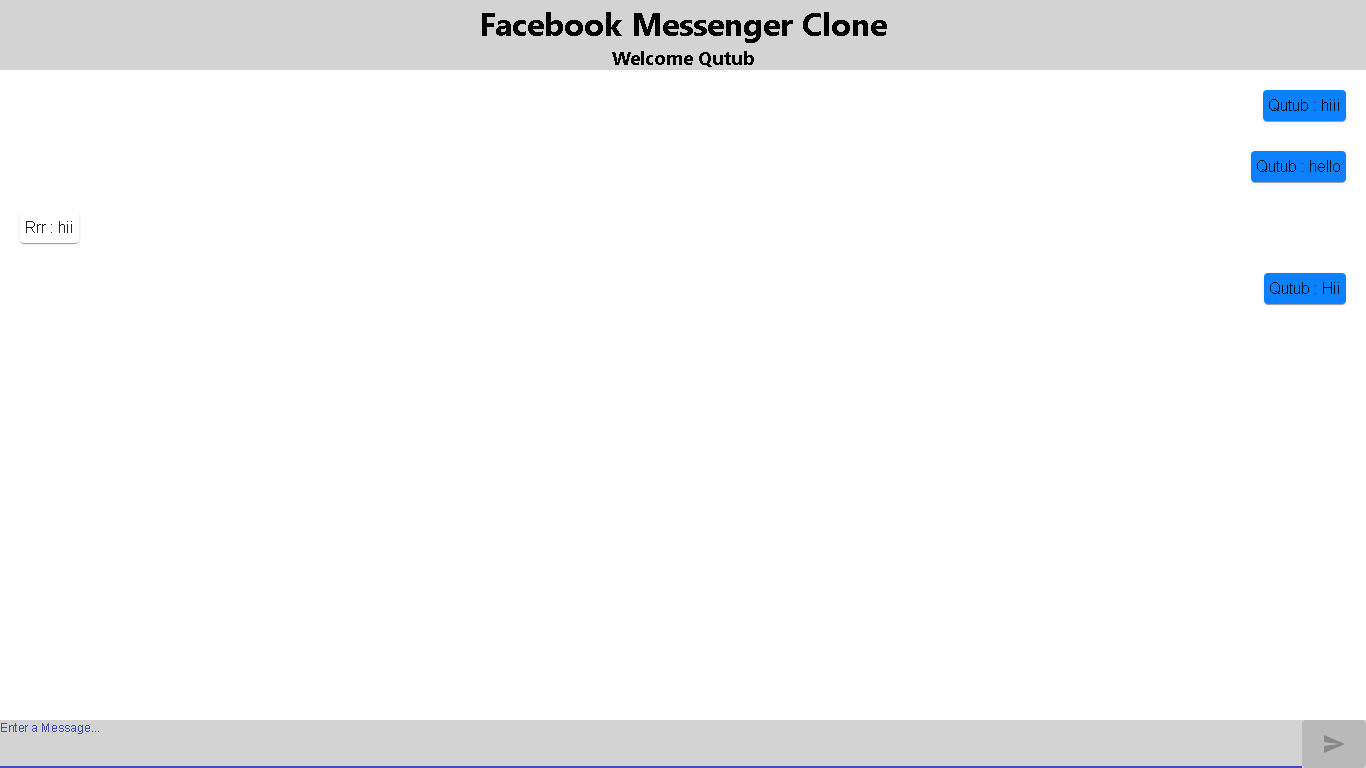 Facebook Messenger Clone
Welcome Qutub
Qutub : hiii
Qutub : hello
Rrr : hii
Qutub : Hii
Enter a Message...